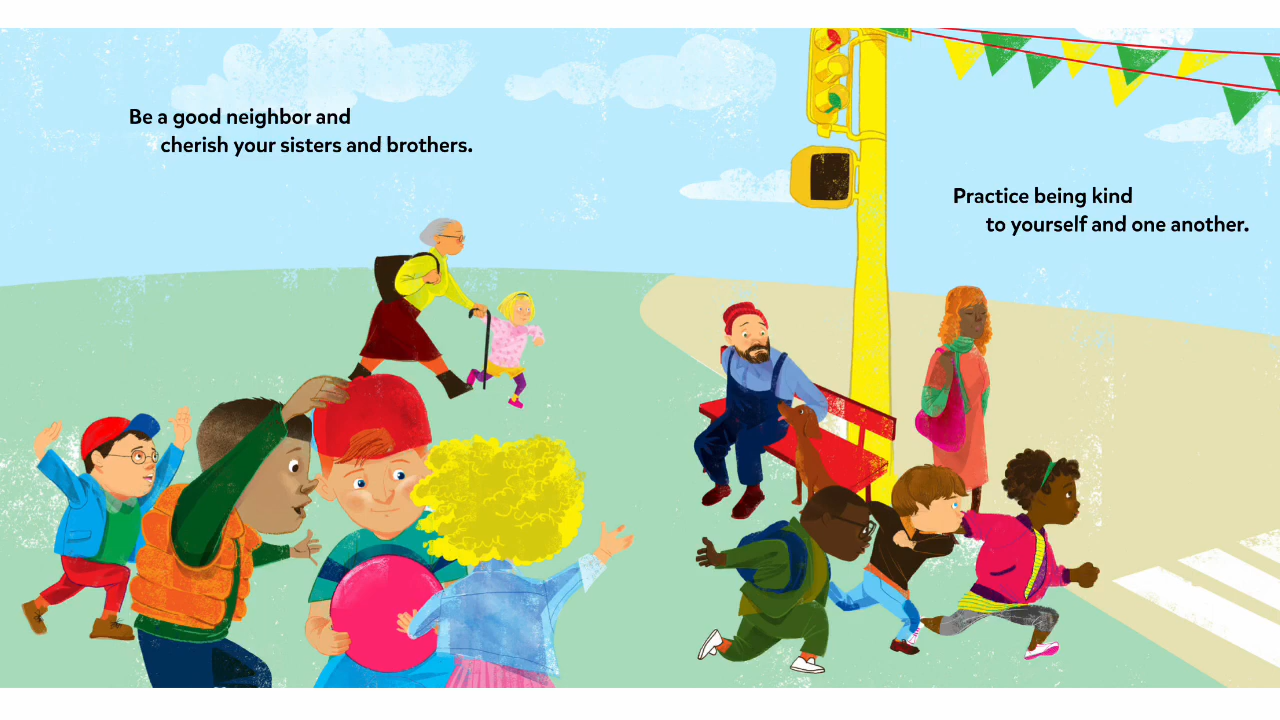 Be a good neighbor and
cherish your sisters and brothers.
Practice being kind
to yourself and one another.